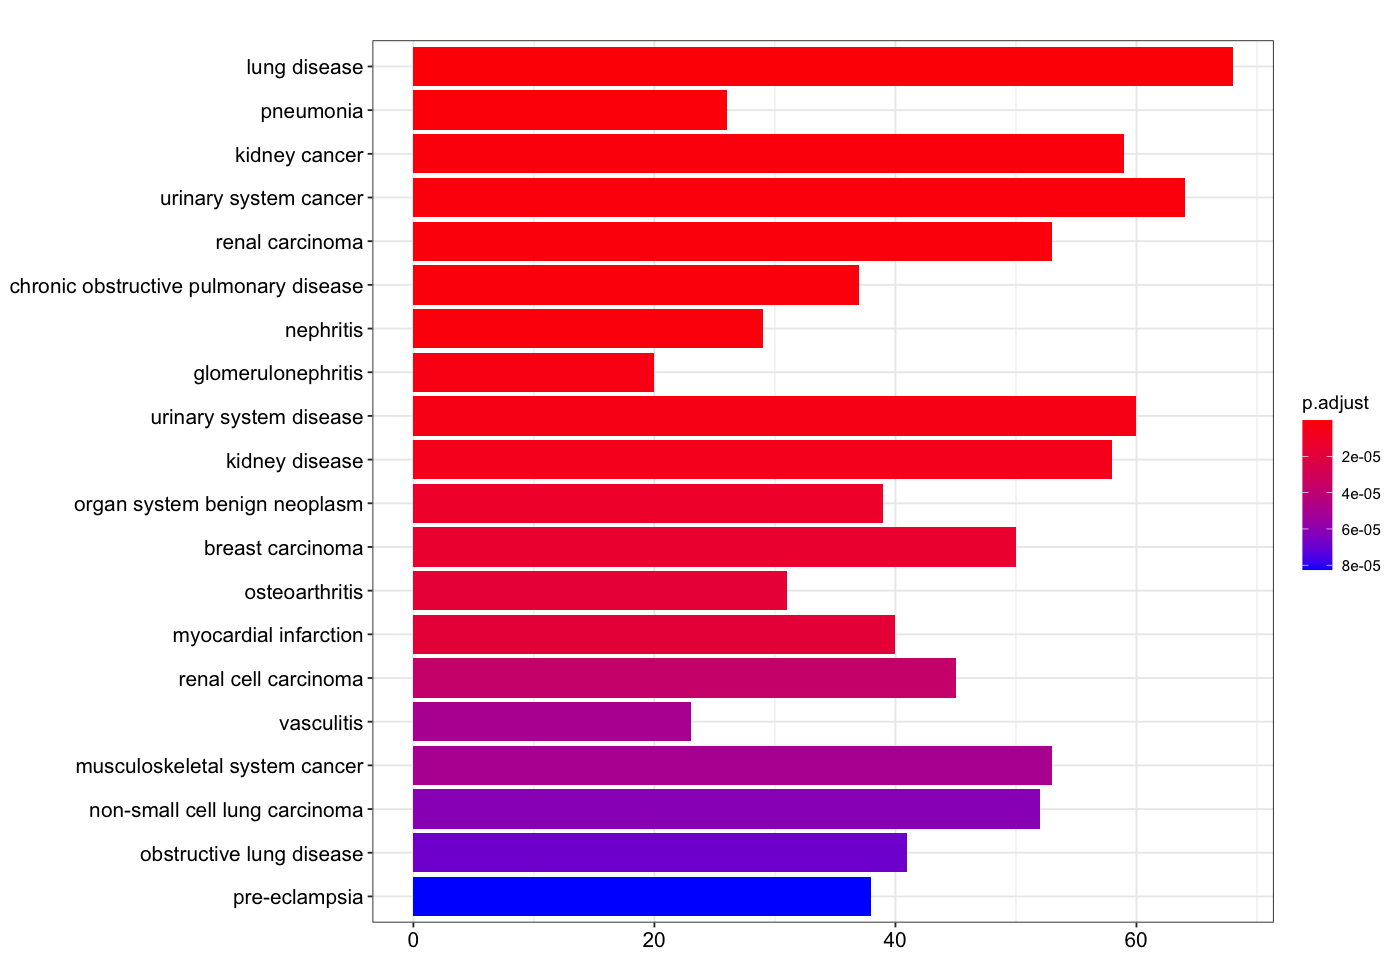 lung disease
pneumonia
kidney cancer
urinary system cancer
renal carcinoma
chronic obstructive pulmonary disease
nephritis
glomerulonephritis
urinary system disease
kidney disease
organ system benign neoplasm
breast carcinoma
osteoarthritis
myocardial infarction
renal cell carcinoma
vasculitis
musculoskeletal system cancer
non-small cell lung carcinoma
obstructive lung disease
pre-eclampsia
0 20 40 60
p.adjust
2e-05
4e-05
6e-05
8e-05